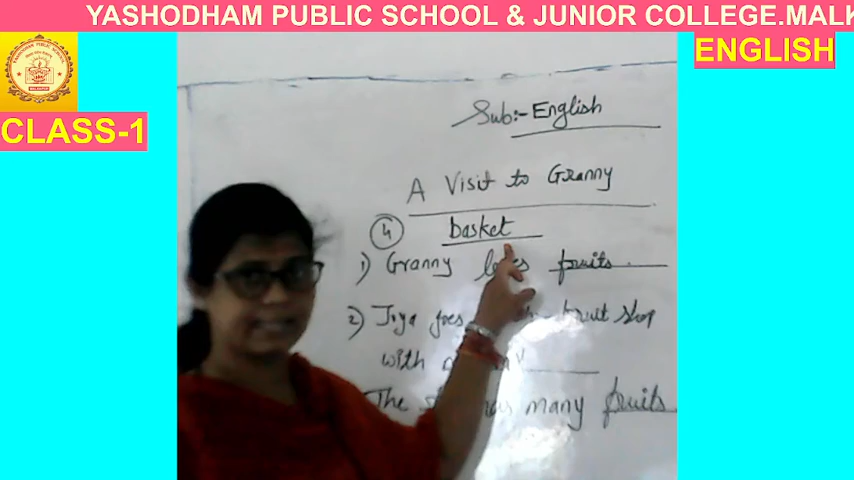 YASHODHAM PUBLIC SCHOOL & JUNIOR COLLEGE.MALK
ENGLISH
CLASS-1
Sub:- English
A Visit to Granny
4 basket
1) Granny fruits.
2) Joya goes fruit shop
with
The many fruits